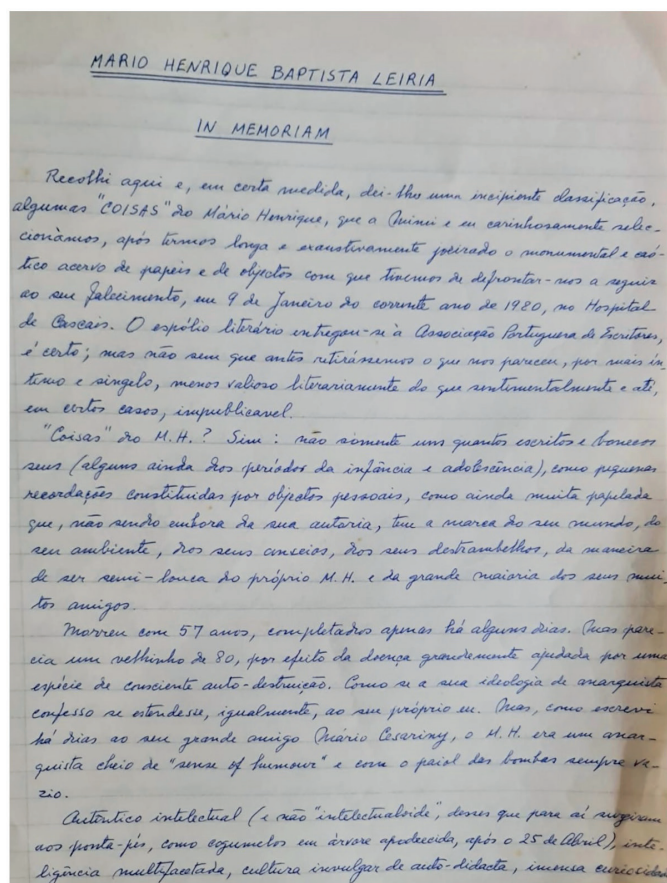 MARIO HENRIQUE BAPTISTA LEIRIA
IN MEMORIAM
Recolhi aqui e, em certa medida, dei-lhe uma incipiente classificação,
algumas "COISAS" do Mário Henrique, que a Mimi e eu carinhosamente selec-
cionámos, após termos longa e exaustivamente joeirado o monumental e caó-
tico acervo de papeis e de objectos com que tivemos de defrontar-nos a seguir
ao seu falecimento, em 9 de Janeiro do corrente ano de 1980, no Hospital
de Cascais. O espólio literário entregou-se à Associação Portuguesa de Escritores,
é certo; mas não sem que antes retirássemos o que nos pareceu, por mais ín-
timo e singelo, menos valioso literariamente do que sentimentalmente e até,
em certos casos, impublicavel.
"Coisas" do M.H.? Sim: não sòmente uns quantos escritos e bonecos
seus (alguns ainda dos períodos da infância e adolescência), como pequenas
recordações constituidas por objectos pessoais, como ainda muita papelada
que, não sendo embora da sua autoria, tem a marca do seu mundo, do
seu ambiente, dos seus anseios, dos seus destrambelhos, da maneira
de ser semi-louca do próprio M.H. e da grande maioria dos seus mui-
tos amigos.
Morreu com 57 anos, completados apenas há alguns dias. Mas pare-
cia um velhinho de 80, por efeito da doença grandemente ajudada por uma
espécie de consciente auto-destruição. Como se a sua ideologia de anarquista
confesso se estendesse, igualmente, ao seu próprio eu. Mas, como escrevi
há dias ao seu grande amigo Mário Cesariny, o M.H. era um anar-
quista cheio de "sense of humour" e com o paiol das bombas sempre va-
zio.
Autêntico intelectual (e não "intelectualoide", desses que para aí surgiram
aos ponta-pés, como cogumelos em árvore apodrecida, após o 25 de Abril), inte-
ligência multifacetada, cultura invulgar de auto-didacta, imensa curiosidad